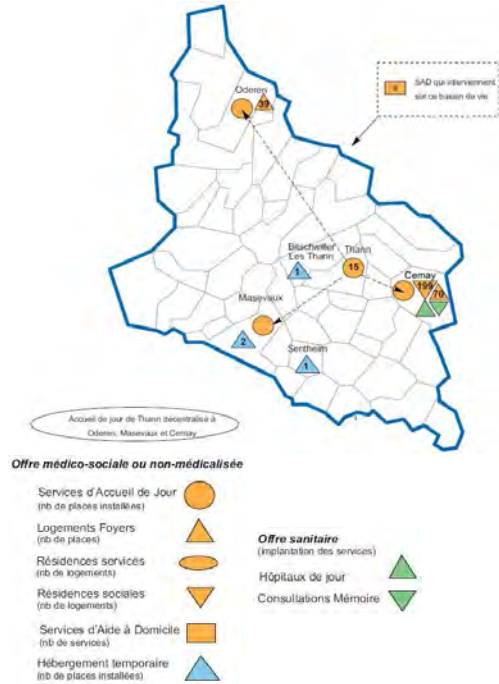 Oderen
39
SAD qui interviennent
sur ce bassin de vie
Bitschwiller
Les Thann
1
Thann
15
Cernay
199
70
Masevaux
2
Sentheim
1
Accueil de jour de Thann décentralisé à
Oderen, Masevaux et Cernay
Offre médico-sociale ou non-médicalisée
Services d'Accueil de Jour
(nb de places installées)
Logements Foyers
(nb de places)
Résidences services
(nb de logements)
Résidences sociales
(nb de logements)
Services d'Aide à Domicile
(nb de services)
Hébergement temporaire
(nb de places installées)
Offre sanitaire
(implantation des services)
Hôpitaux de jour
Consultations Mémoire